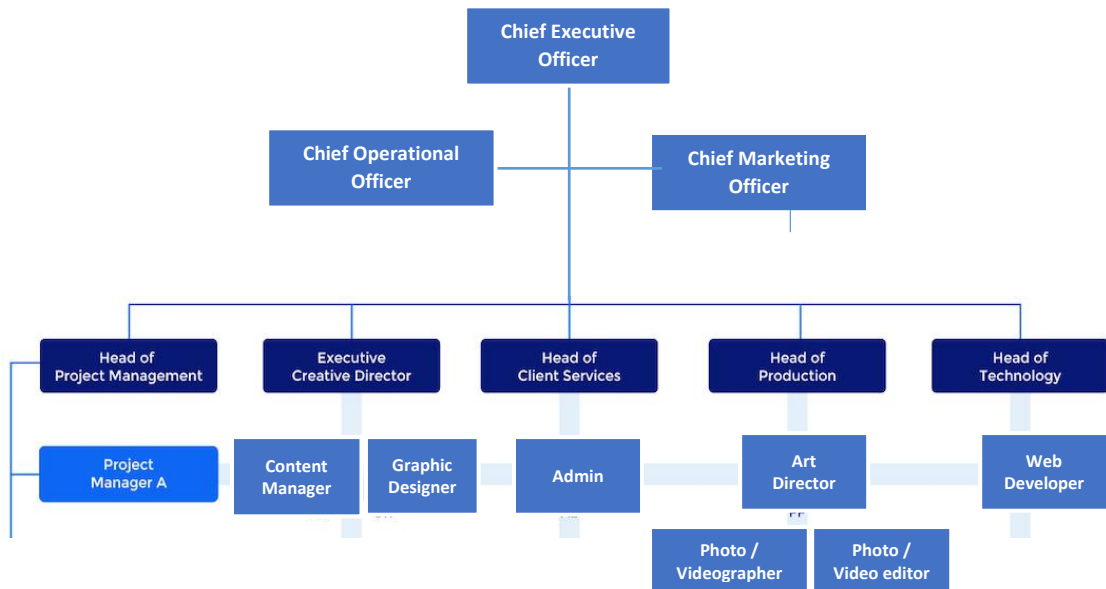 Chief Executive
Officer
Chief Operational
Officer
Chief Marketing
Officer
Head of
Project Management
Executive
Creative Director
Head of
Client Services
Head of
Production
Head of
Technology
Project
Manager A
Content
Manager
Graphic
Designer
Admin
Art
Director
Web
Developer
Photo /
Videographer
Photo /
Video editor